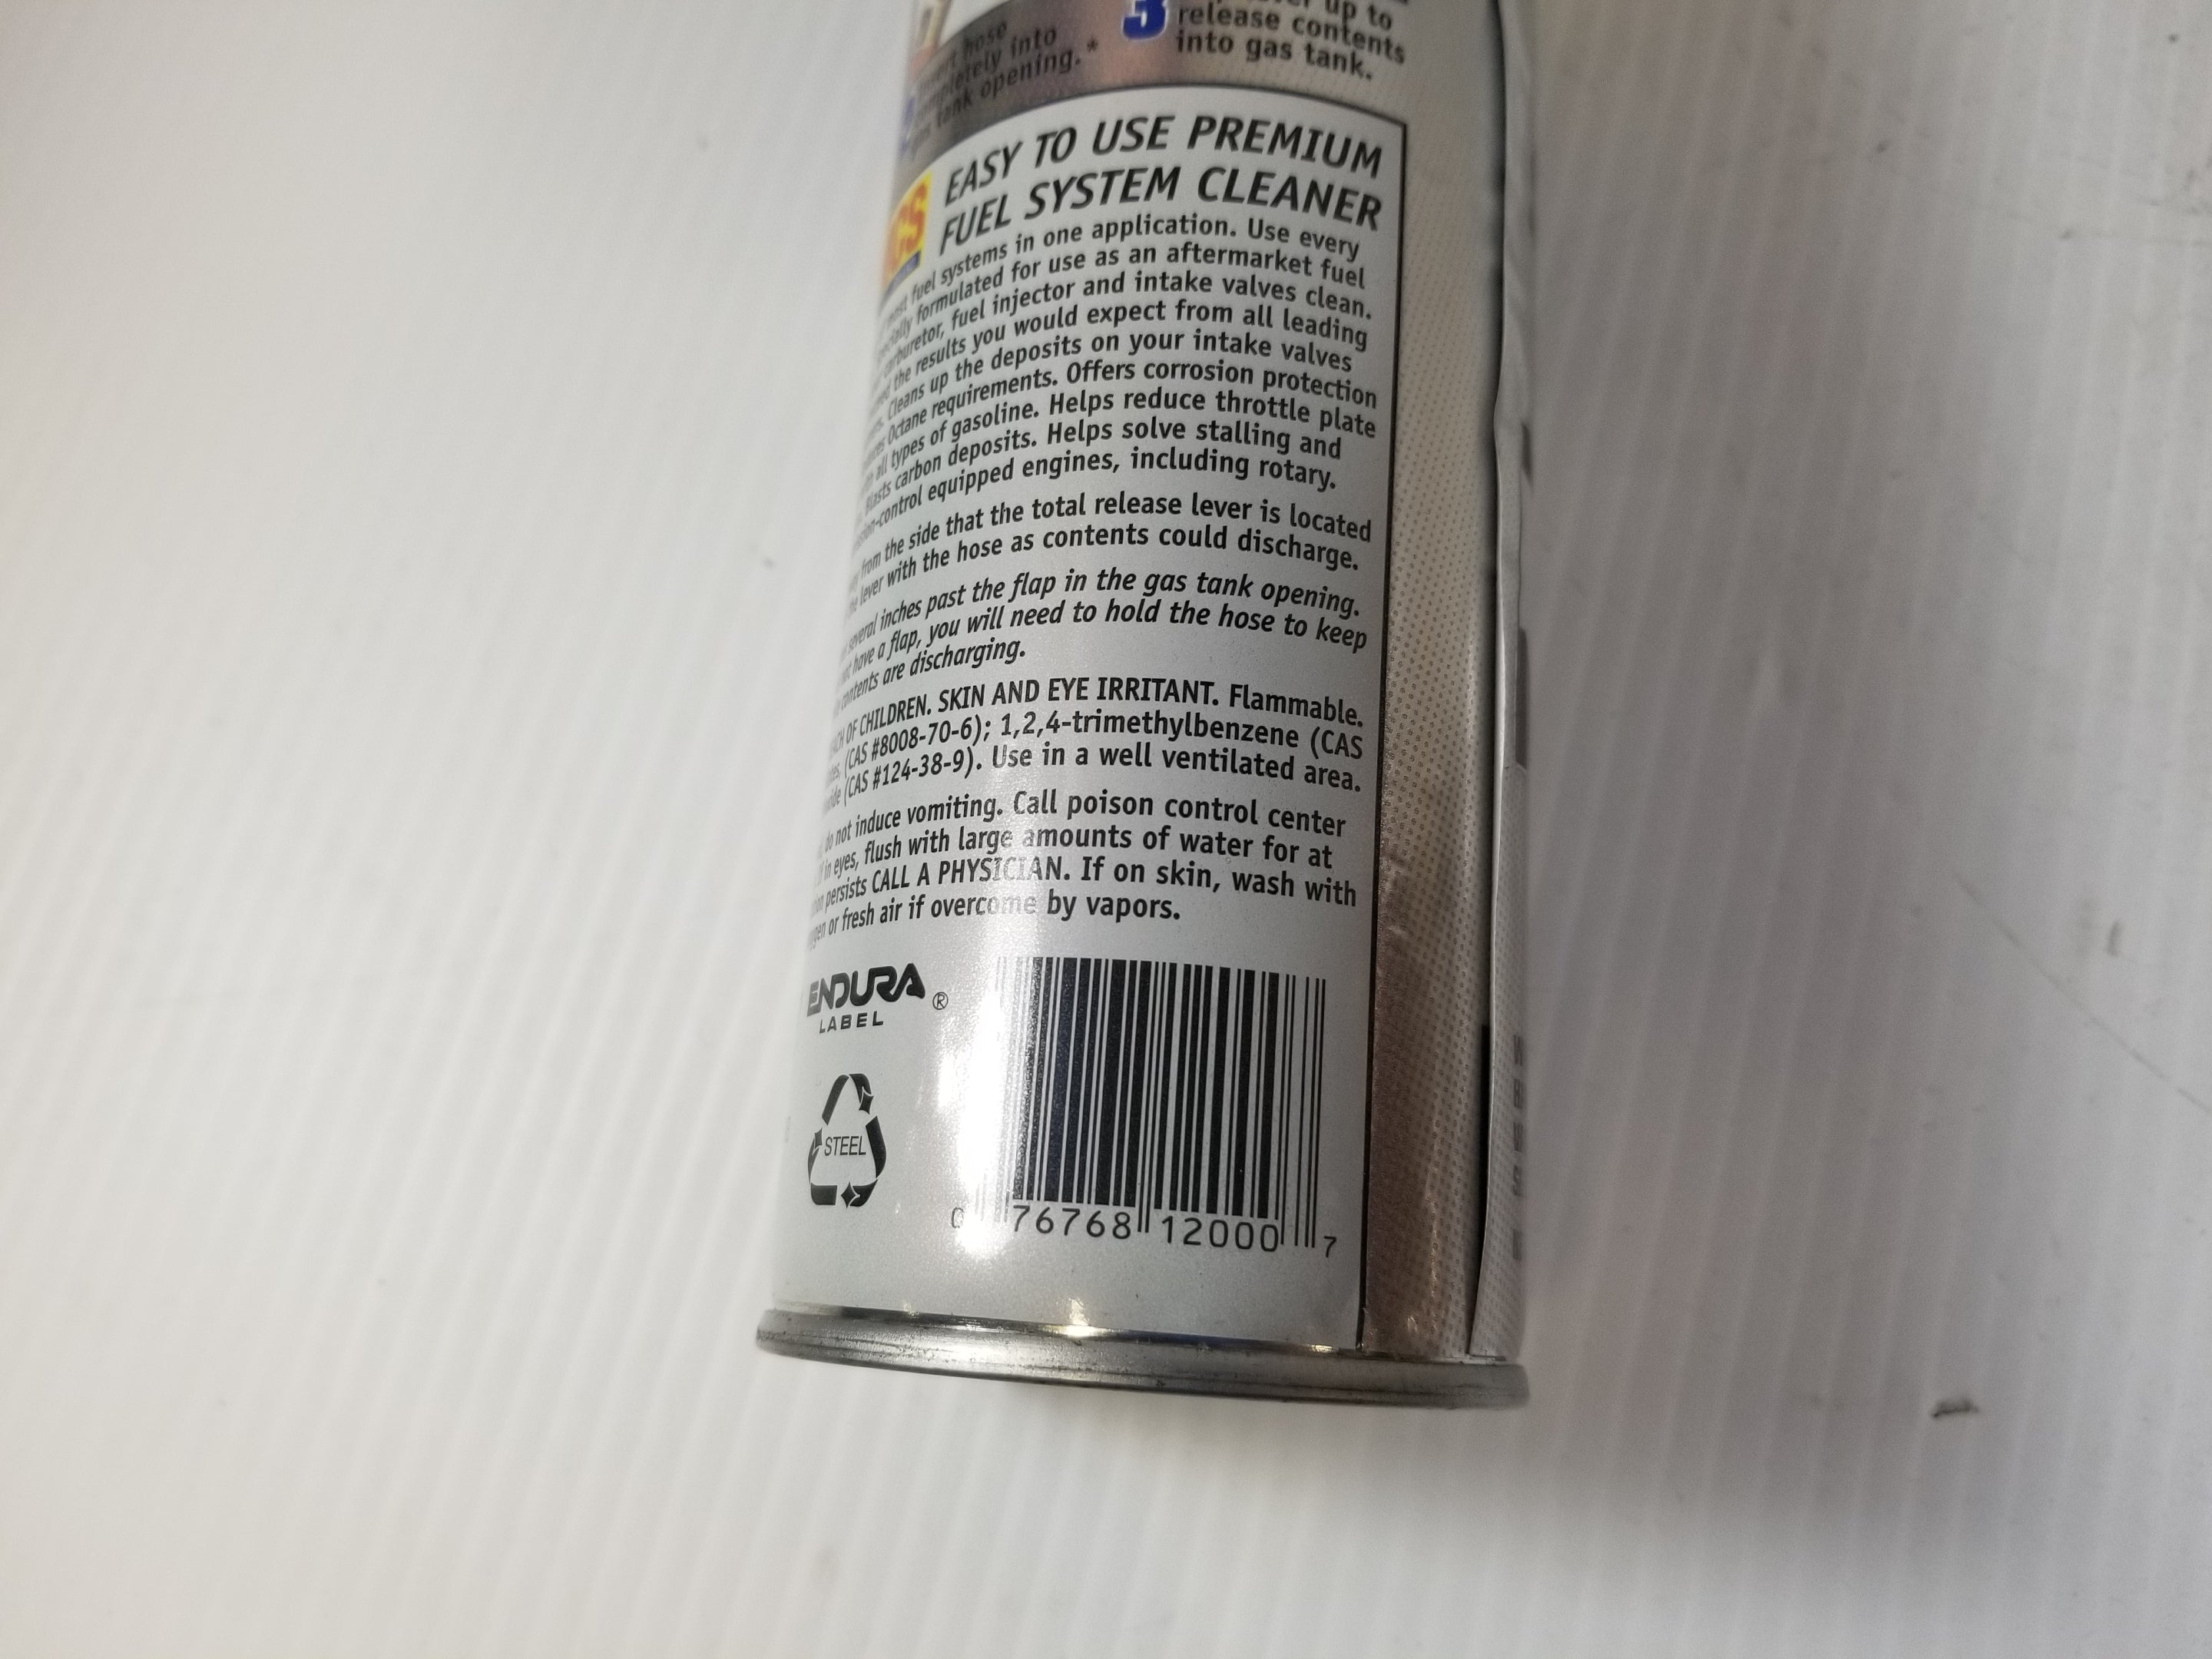 up to
release contents
into gas tank.
3
hose
into
tank opening.*
EASY TO USE PREMIUM
FUEL SYSTEM CLEANER
fuel systems in one application. Use every
formulated for use as an aftermarket fuel
carburetor, fuel injector and intake valves clean.
the results you would expect from all leading
Cleans up the deposits on your intake valves
Octane requirements. Offers corrosion protection
all types of gasoline. Helps reduce throttle plate
Blasts carbon deposits. Helps solve stalling and
control equipped engines, including rotary.
from the side that the total release lever is located
lever with the hose as contents could discharge.
several inches past the flap in the gas tank opening.
have a flap, you will need to hold the hose to keep
contents are discharging.
OF CHILDREN. SKIN AND EYE IRRITANT. Flammable.
(CAS #8008-70-6); 1,2,4-trimethylbenzene (CAS
(CAS #124-38-9). Use in a well ventilated area.
do not induce vomiting. Call poison control center
If in eyes, flush with large amounts of water for at
persists CALL A PHYSICIAN. If on skin, wash with
or fresh air if overcome by vapors.
ENDURA ®
LABEL
STEEL
0 76768 12000 7